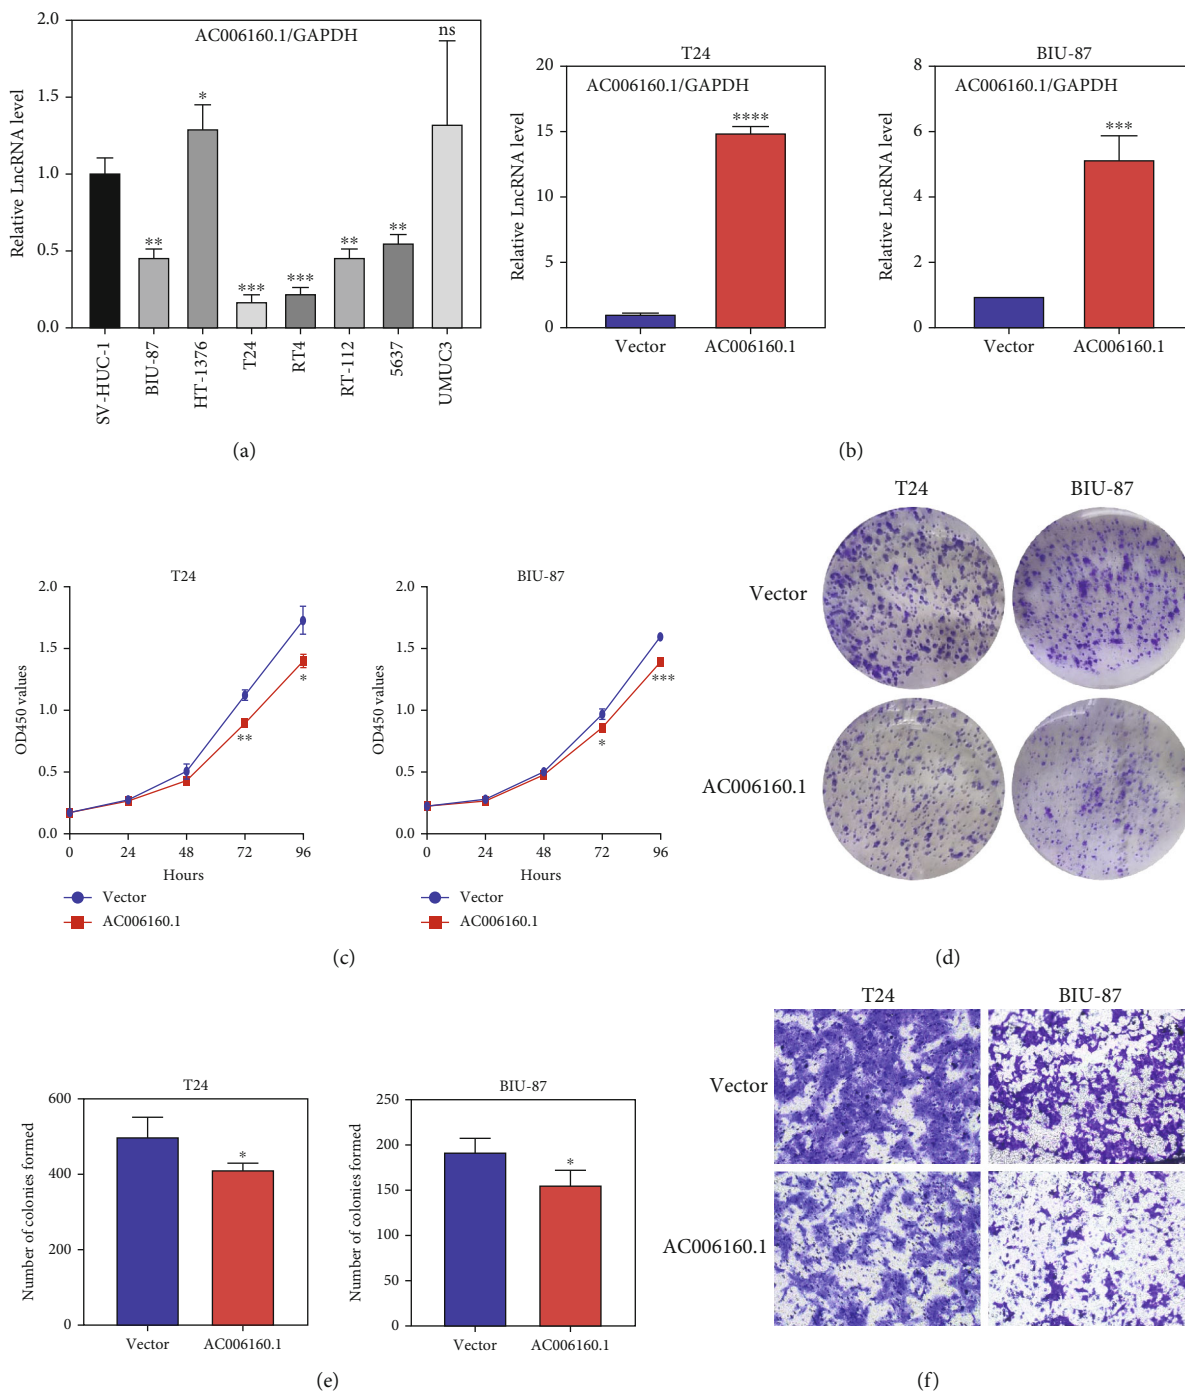 AC006160.1/GAPDH
ns
2.0
1.5
1.0
0.5
0.0
Relative LncRNA level
**
*
***
***
**
**
SV-HUC-1
BIU-87
HT-1376
T24
RT4
RT-112
5637
UMUC3
(a)
T24
AC006160.1/GAPDH
20
15
10
5
0
Relative LncRNA level
****
Vector
AC006160.1
BIU-87
AC006160.1/GAPDH
8
6
4
2
0
Relative LncRNA level
***
Vector
AC006160.1
(b)
T24
2.0
1.5
1.0
0.5
0.0
OD450 values
**
*
0 24 48 72 96
Hours
Vector
AC006160.1
BIU-87
2.0
1.5
1.0
0.5
0.0
OD450 values
*
***
0 24 48 72 96
Hours
Vector
AC006160.1
(c)
T24 BIU-87
Vector
AC006160.1
(d)
T24
600
400
200
0
Number of colonies formed
*
Vector
AC006160.1
BIU-87
250
200
150
100
50
0
Number of colonies formed
*
Vector
AC006160.1
(e)
T24 BIU-87
Vector
AC006160.1
(f)